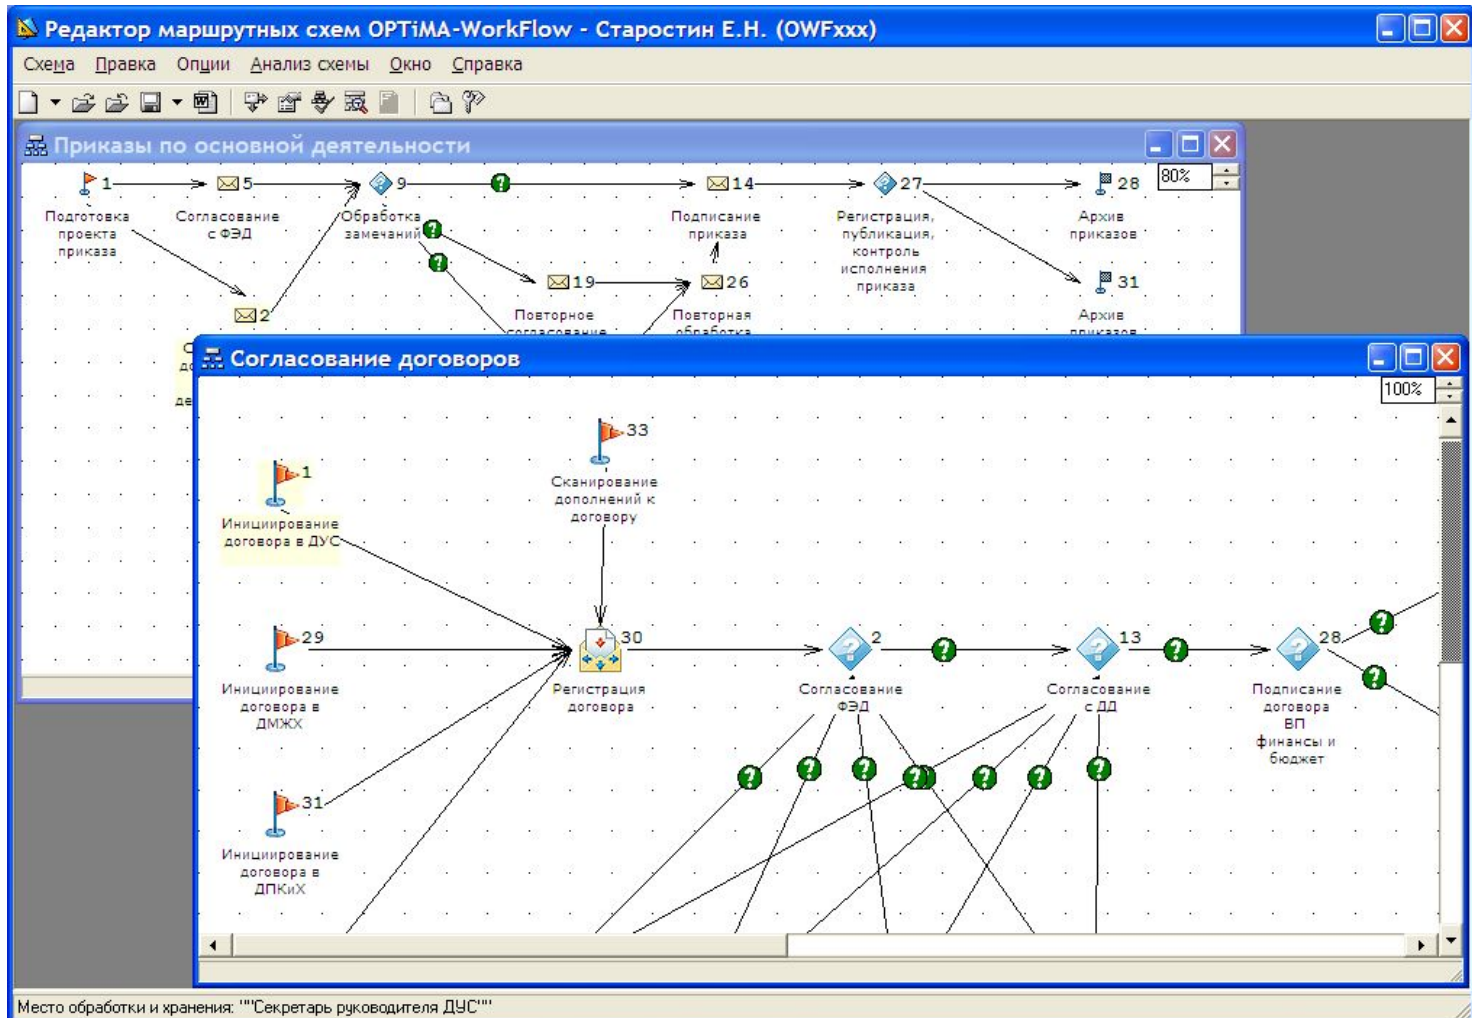 Редактор маршрутных схем OPTiMA-WorkFlow - Старостин Е.Н. (OWFxxx)
Схема Правка Опции Анализ схемы Окно Справка
Приказы по основной деятельности
80%
1 5 9 ? 14 27 28
Подготовка
проекта
приказа
Согласование
с ФЭД
Обработка
замечаний
Подписание
приказа
Регистрация,
публикация,
контроль
исполнения
приказа
Архив
приказов
?
?
2
19
Повторное
согласование
26
Повторная
обработка
31
Архив
приказов
Согласование договоров
100%
33
Сканирование
дополнений к
договору
1
Инициирование
договора в ДУС
29
Инициирование
договора в
ДМЖХ
31
Инициирование
договора в
ДПКиХ
30
Регистрация
договора
2
Согласование
ФЭД
?
13
Согласование
с ДД
?
28
Подписание
договора
ВП
финансы и
бюджет
?
?
? ? ? ? ? ? ? ?
Место обработки и хранения: ""Секретарь руководителя ДУС""